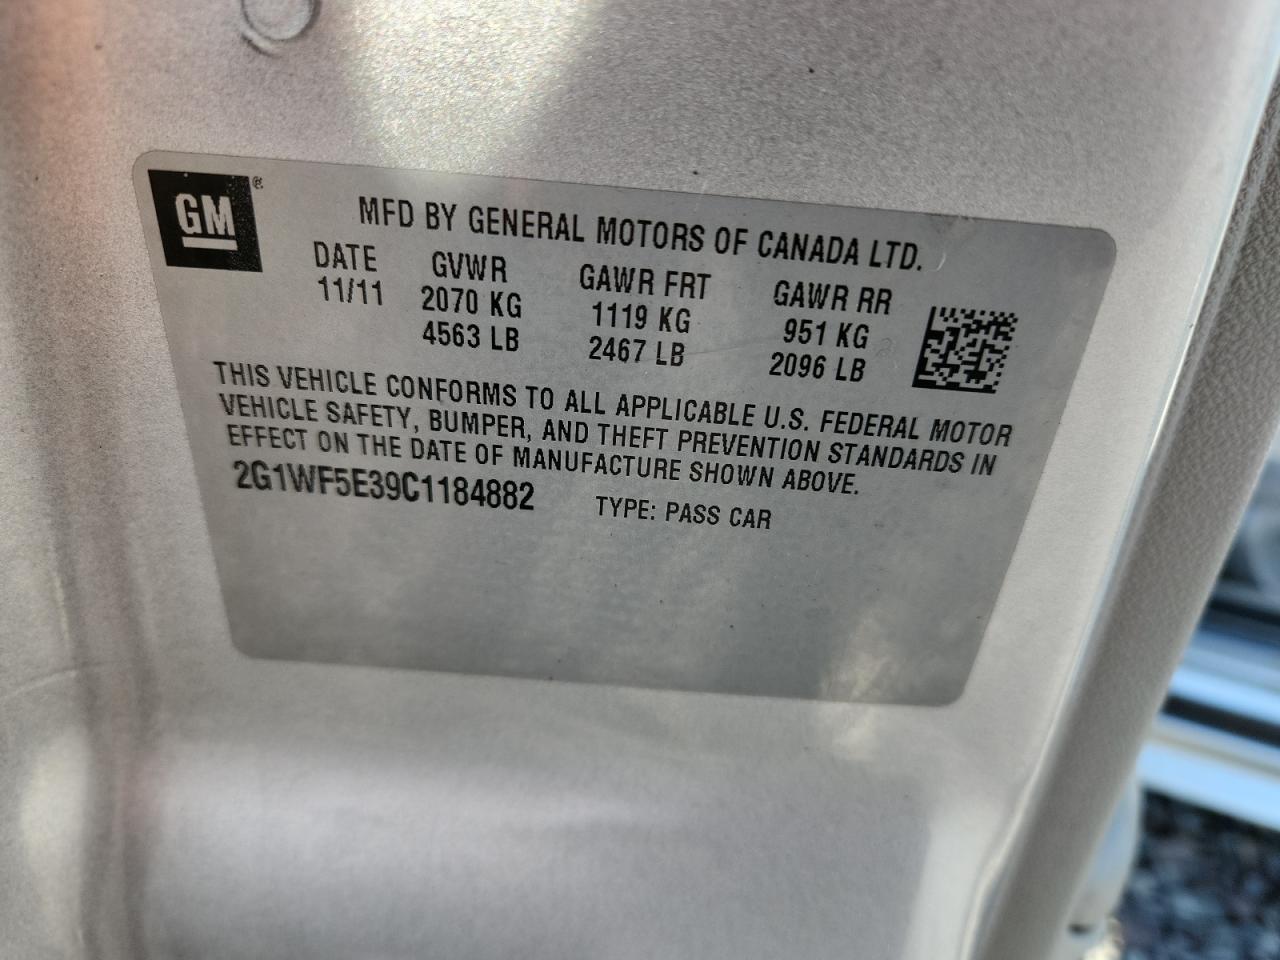 GM®
MFD BY GENERAL MOTORS OF CANADA LTD.
DATE GVWR GAWR FRT GAWR RR
11/11 2070 KG 1119 KG 951 KG
4563 LB 2467 LB 2096 LB
THIS VEHICLE CONFORMS TO ALL APPLICABLE U.S. FEDERAL MOTOR
VEHICLE SAFETY, BUMPER, AND THEFT PREVENTION STANDARDS IN
EFFECT ON THE DATE OF MANUFACTURE SHOWN ABOVE.
2G1WF5E39C1184882 TYPE: PASS CAR